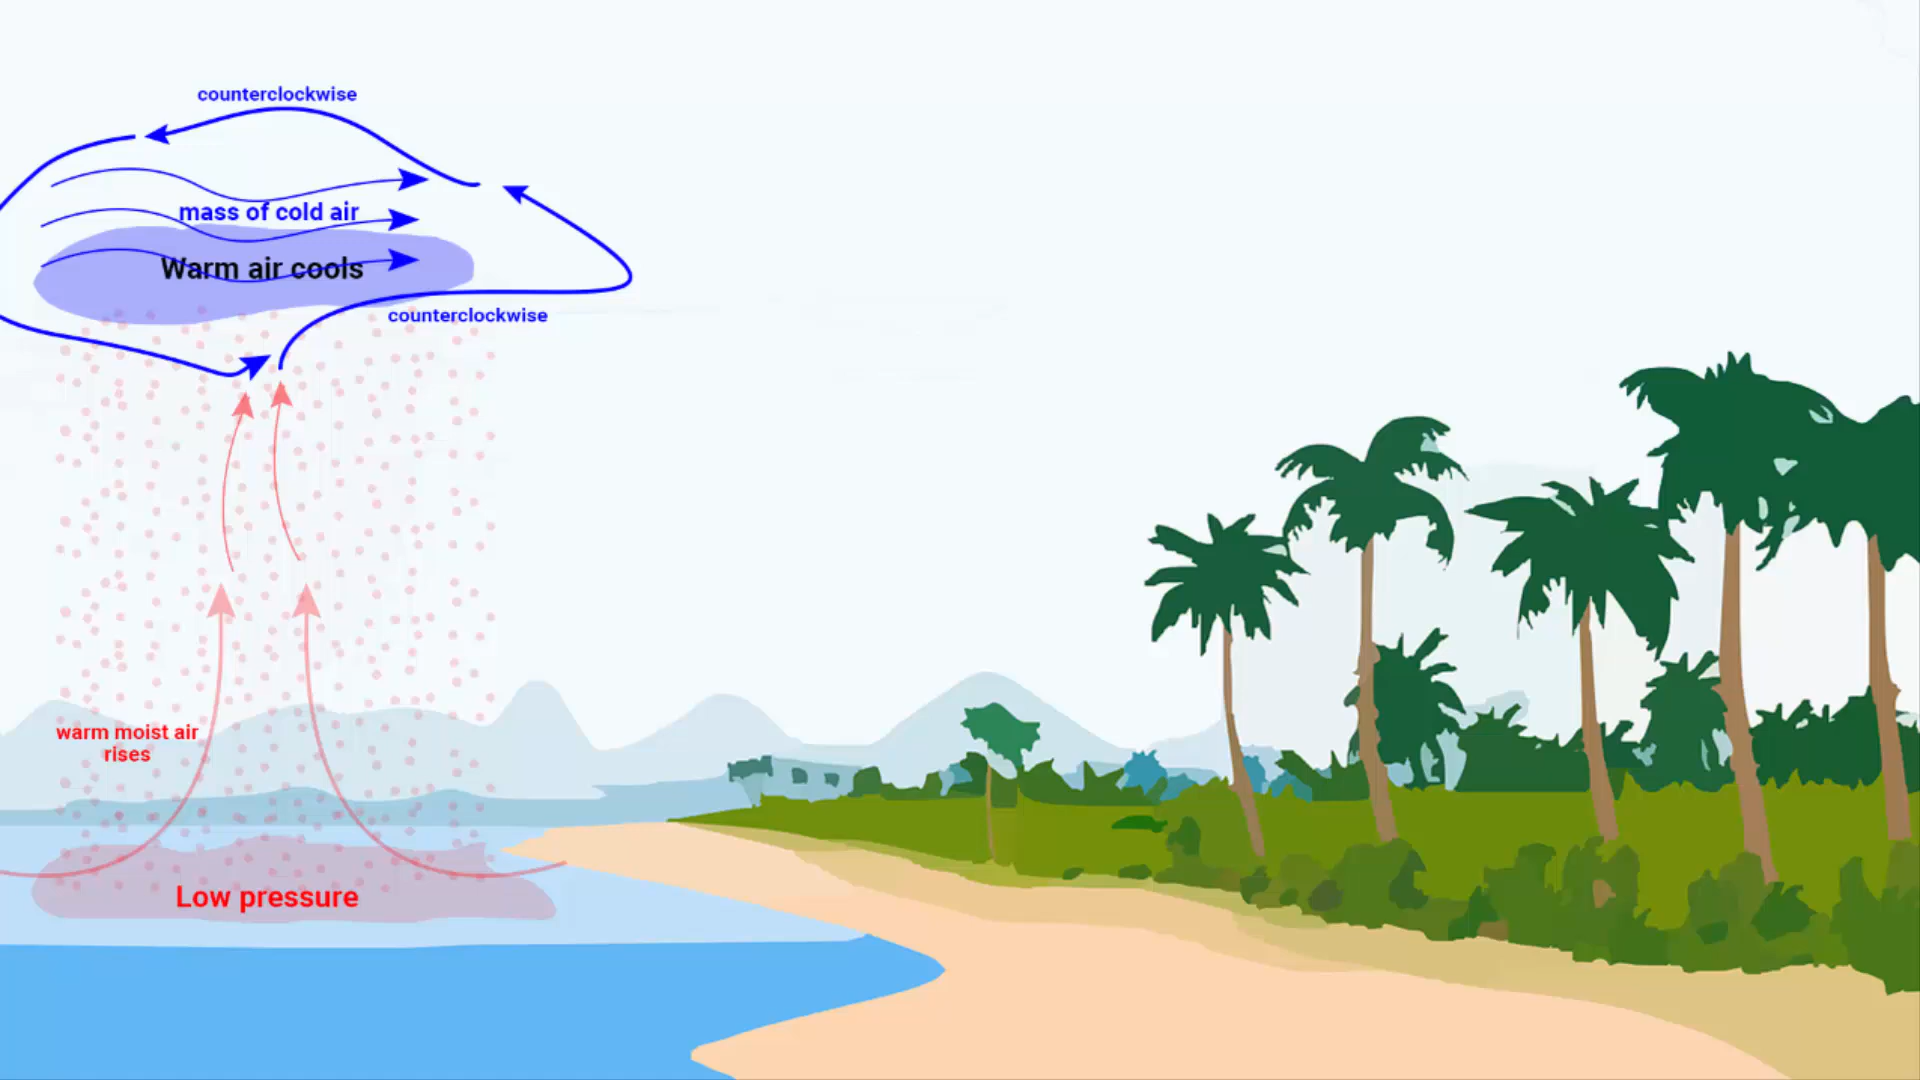 counterclockwise
mass of cold air
Warm air cools
counterclockwise
warm moist air
rises
Low pressure